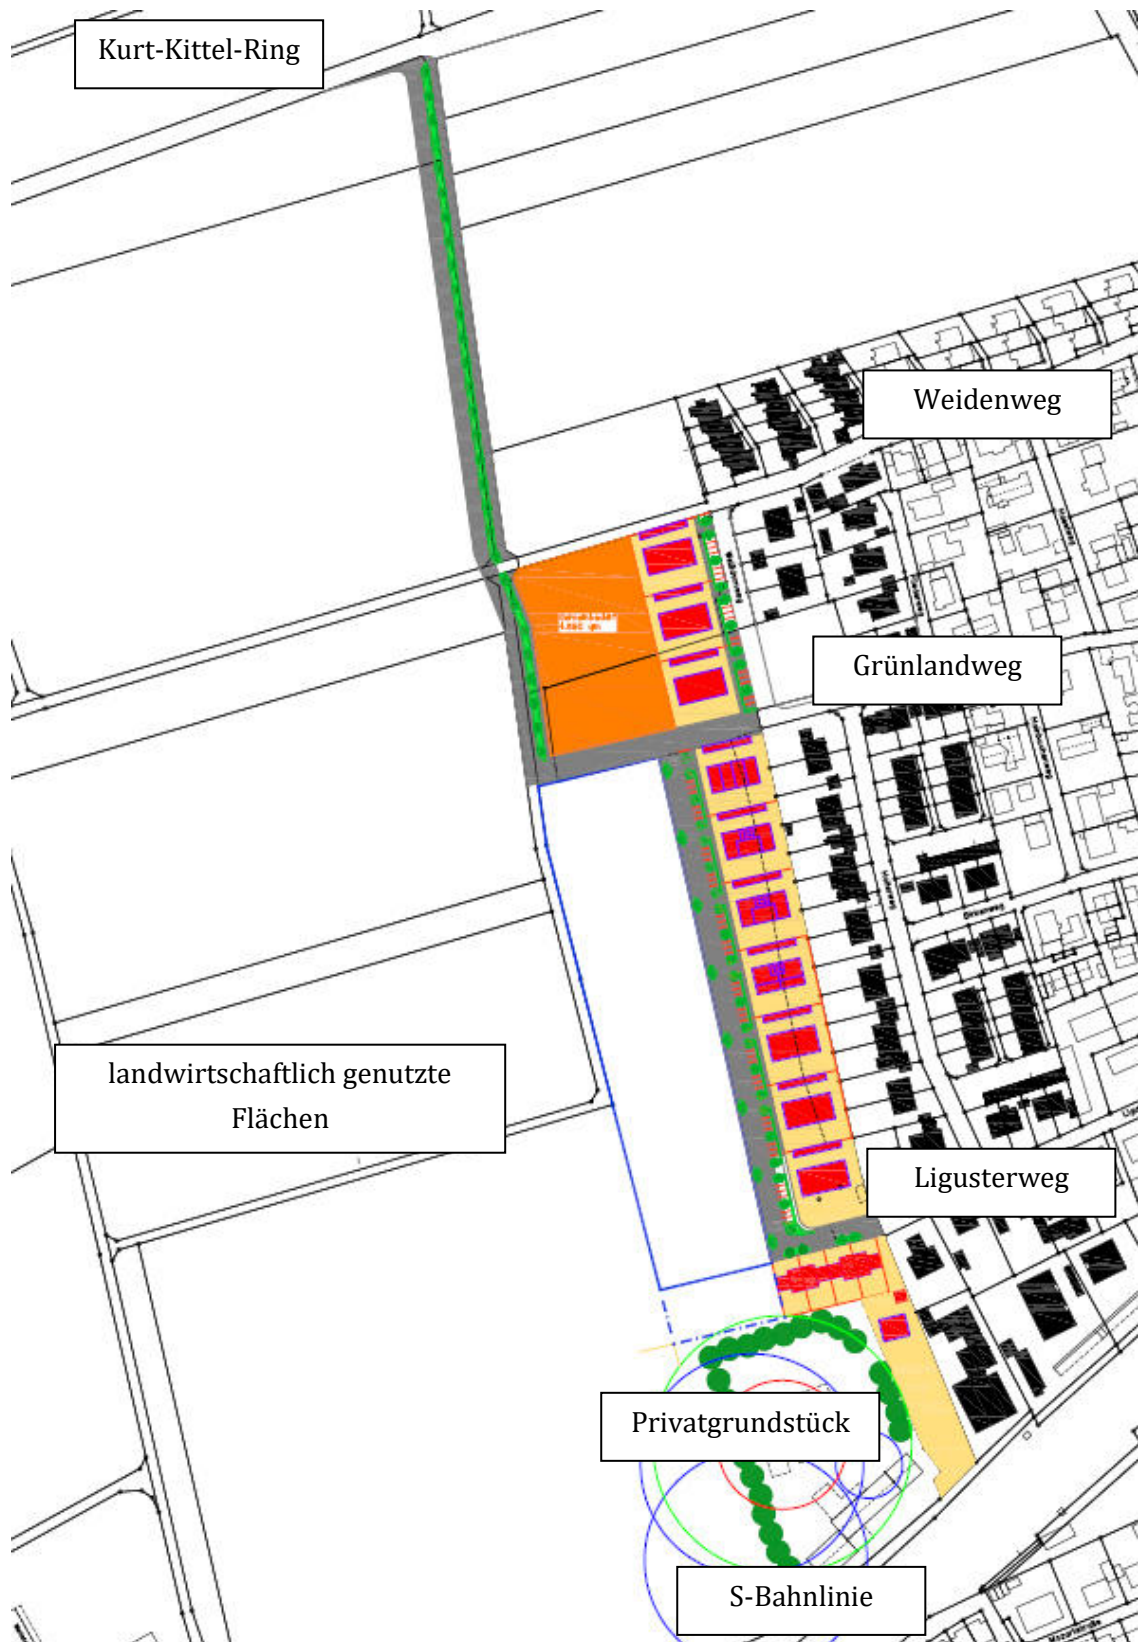 Kurt-Kittel-Ring
Weidenweg
Grünlandweg
landwirtschaftlich genutzte
Flächen
Ligusterweg
Privatgrundstück
S-Bahnlinie